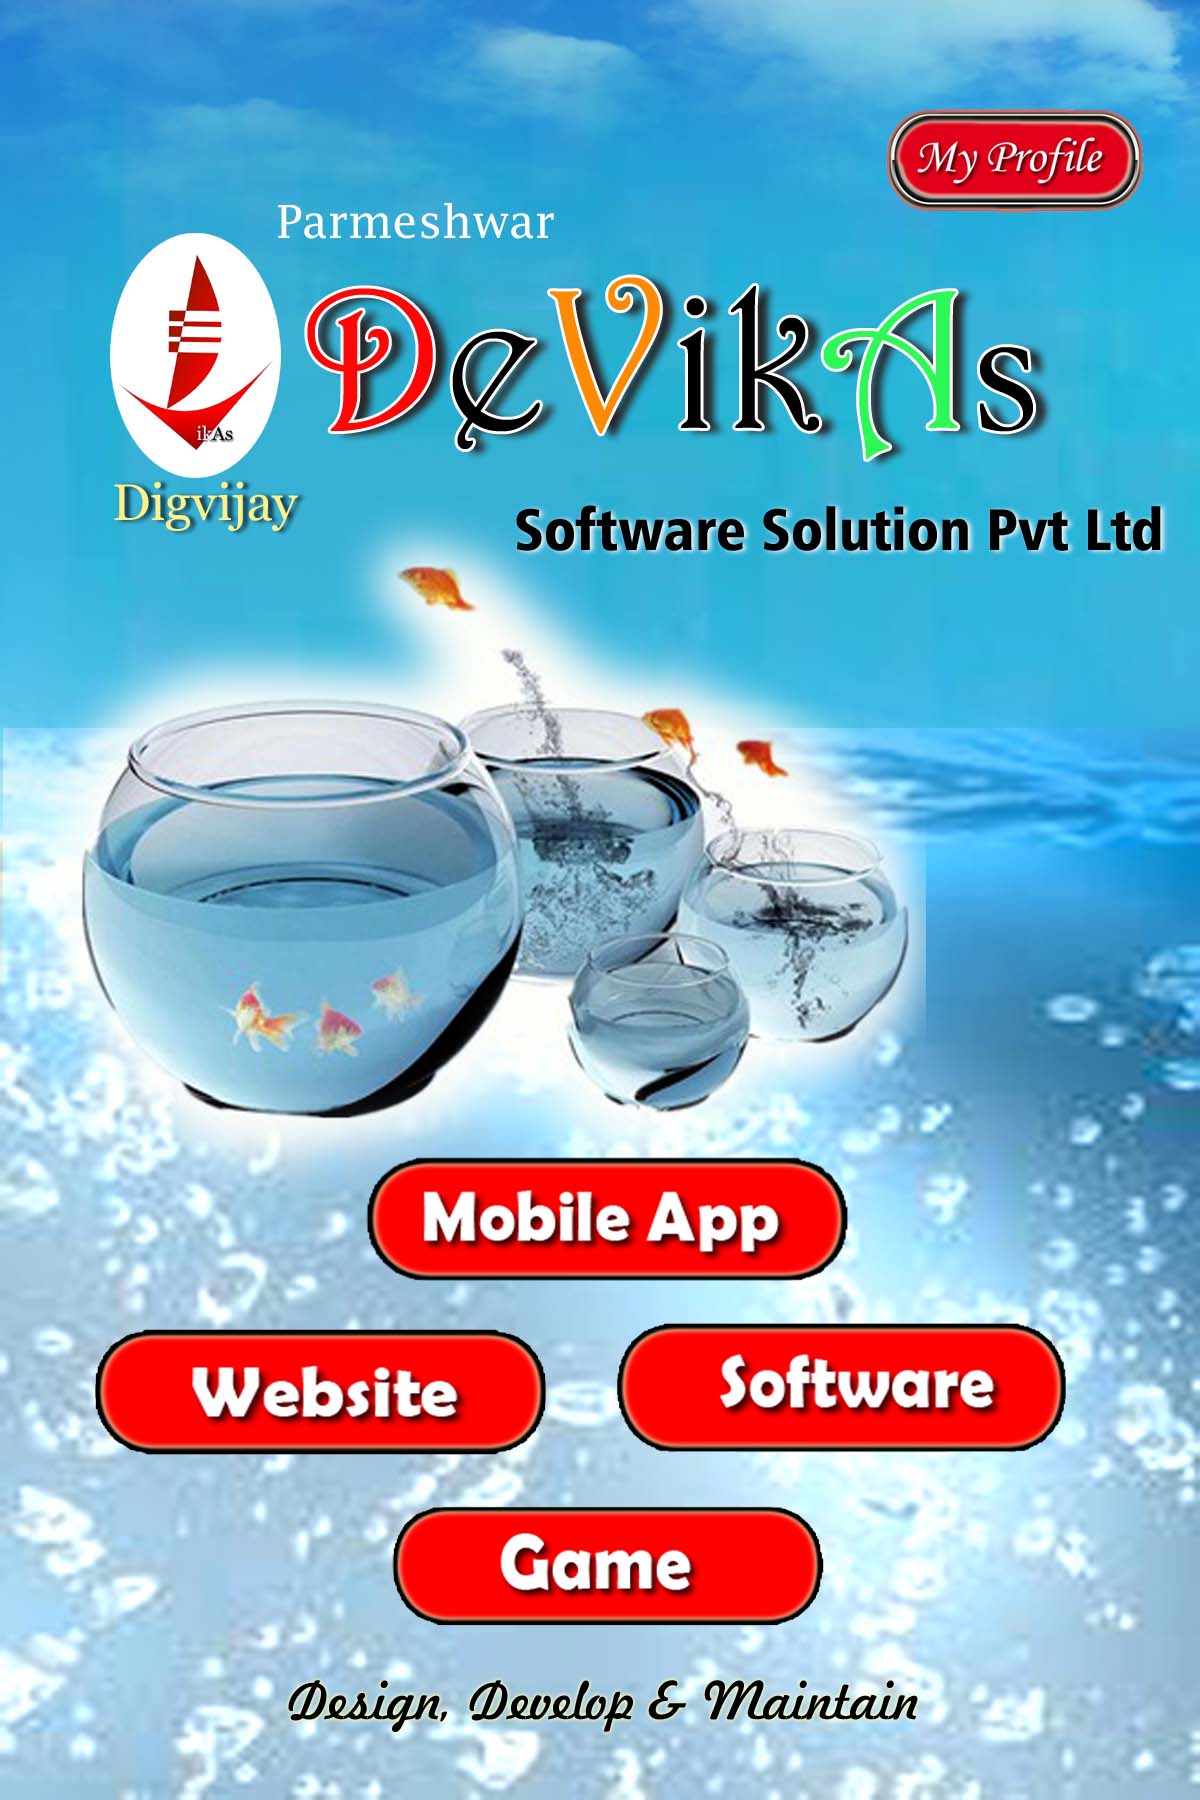 My Profile
Parmeshwar
DeVikAs
ikAs
Digvijay
Software Solution Pvt Ltd
Mobile App
Website
Software
Game
Design, Develop & Maintain